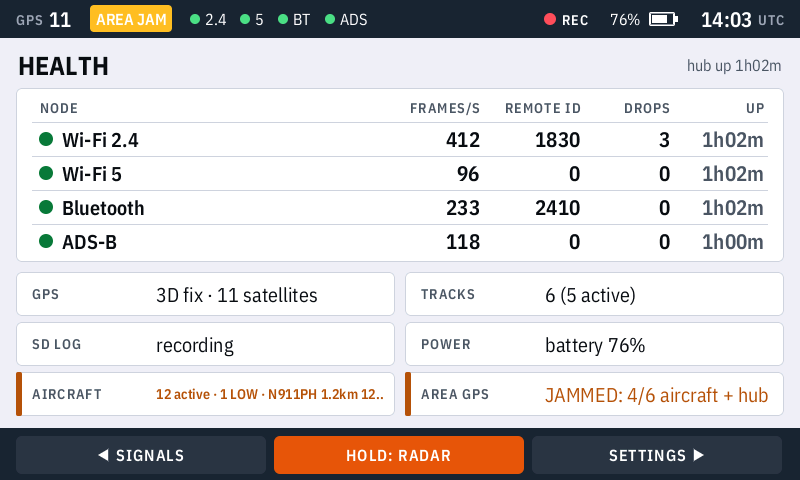 GPS 11 AREA JAM 2.4 5 BT ADS REC 76% 14:03 UTC
HEALTH hub up 1h02m
NODE FRAMES/S REMOTE ID DROPS UP
Wi-Fi 2.4 412 1830 3 1h02m
Wi-Fi 5 96 0 0 1h02m
Bluetooth 233 2410 0 1h02m
ADS-B 118 0 0 1h00m
GPS 3D fix · 11 satellites TRACKS 6 (5 active)
SD LOG recording POWER battery 76%
AIRCRAFT 12 active · 1 LOW · N911PH 1.2km 12.. AREA GPS JAMMED: 4/6 aircraft + hub
◀ SIGNALS HOLD: RADAR SETTINGS ▶